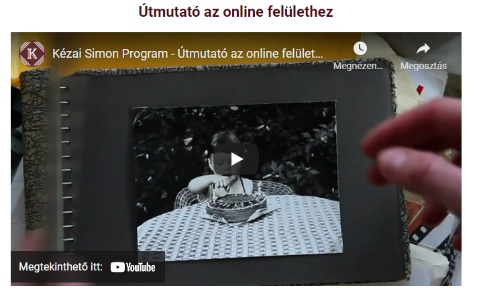 Útmutató az online felülethez
K
Kézai Simon Program - Útmutató az online felület...
Megnézen...
Megosztás
Megtekinthető itt: YouTube